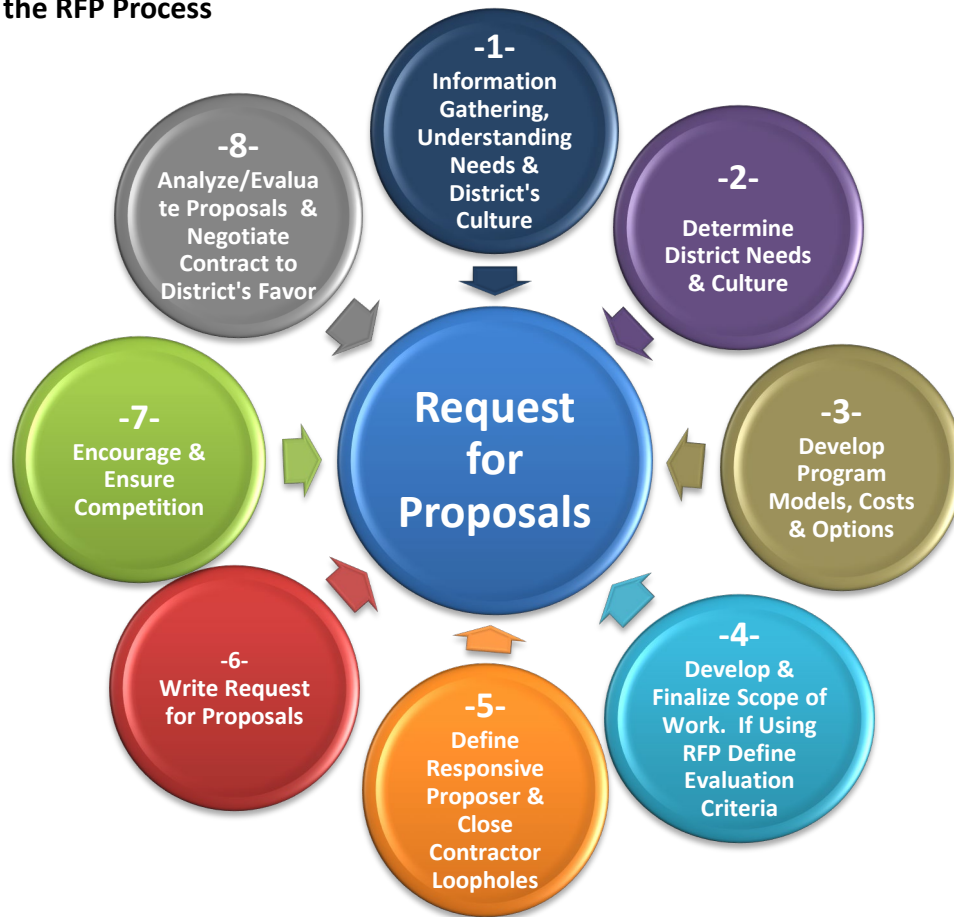 the RFP Process
-1-
Information
Gathering,
Understanding
Needs &
District's
Culture
-2-
Determine
District Needs
& Culture
-3-
Develop
Program
Models, Costs
& Options
-4-
Develop &
Finalize Scope of
Work.  If Using
RFP Define
Evaluation
Criteria
-5-
Define
Responsive
Proposer &
Close
Contractor
Loopholes
-6-
Write Request
for Proposals
-7-
Encourage &
Ensure
Competition
-8-
Analyze/Evalua
te Proposals  &
Negotiate
Contract to
District's Favor
Request
for
Proposals